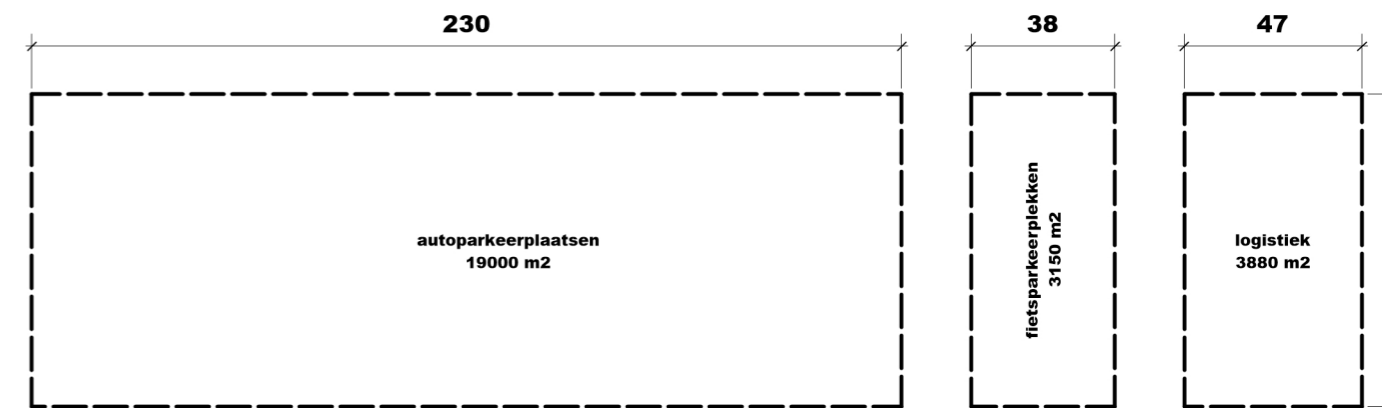 230
38
47
autoparkeerplaatsen
19000 m2
fietsparkeerplekken
3150 m2
logistiek
3880 m2